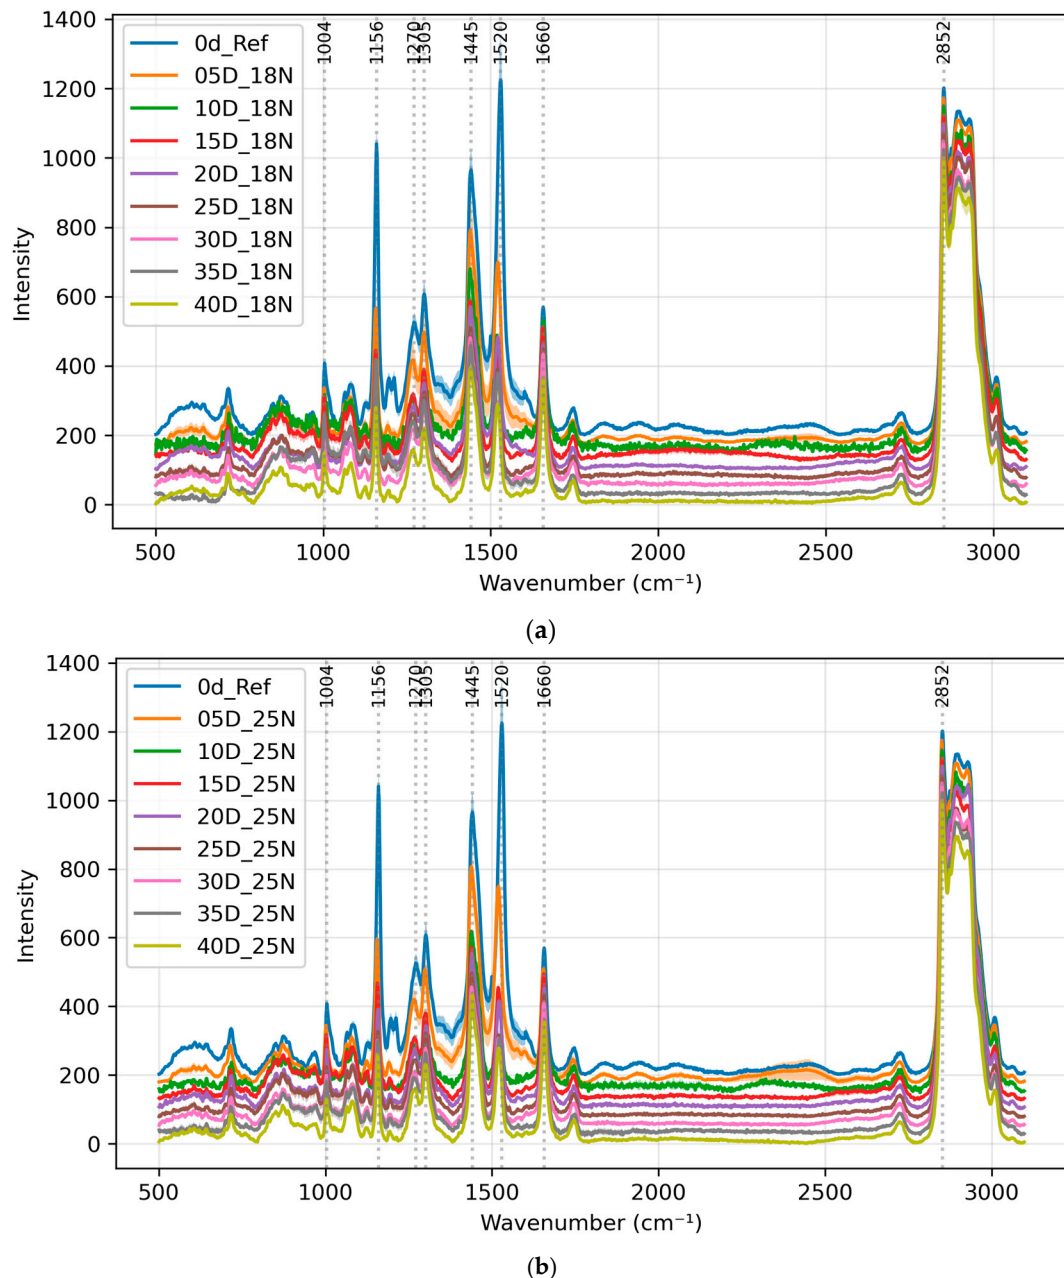 1400
1200
1000
800
600
400
200
0
Intensity
0d_Ref
05D_18N
10D_18N
15D_18N
20D_18N
25D_18N
30D_18N
35D_18N
40D_18N
1004
1156
1270
1305
1445
1520
1660
2852
500 1000 1500 2000 2500 3000
Wavenumber (cm⁻¹)
(a)
1400
1200
1000
800
600
400
200
0
Intensity
0d_Ref
05D_25N
10D_25N
15D_25N
20D_25N
25D_25N
30D_25N
35D_25N
40D_25N
1004
1156
1270
1305
1445
1520
1660
2852
500 1000 1500 2000 2500 3000
Wavenumber (cm⁻¹)
(b)